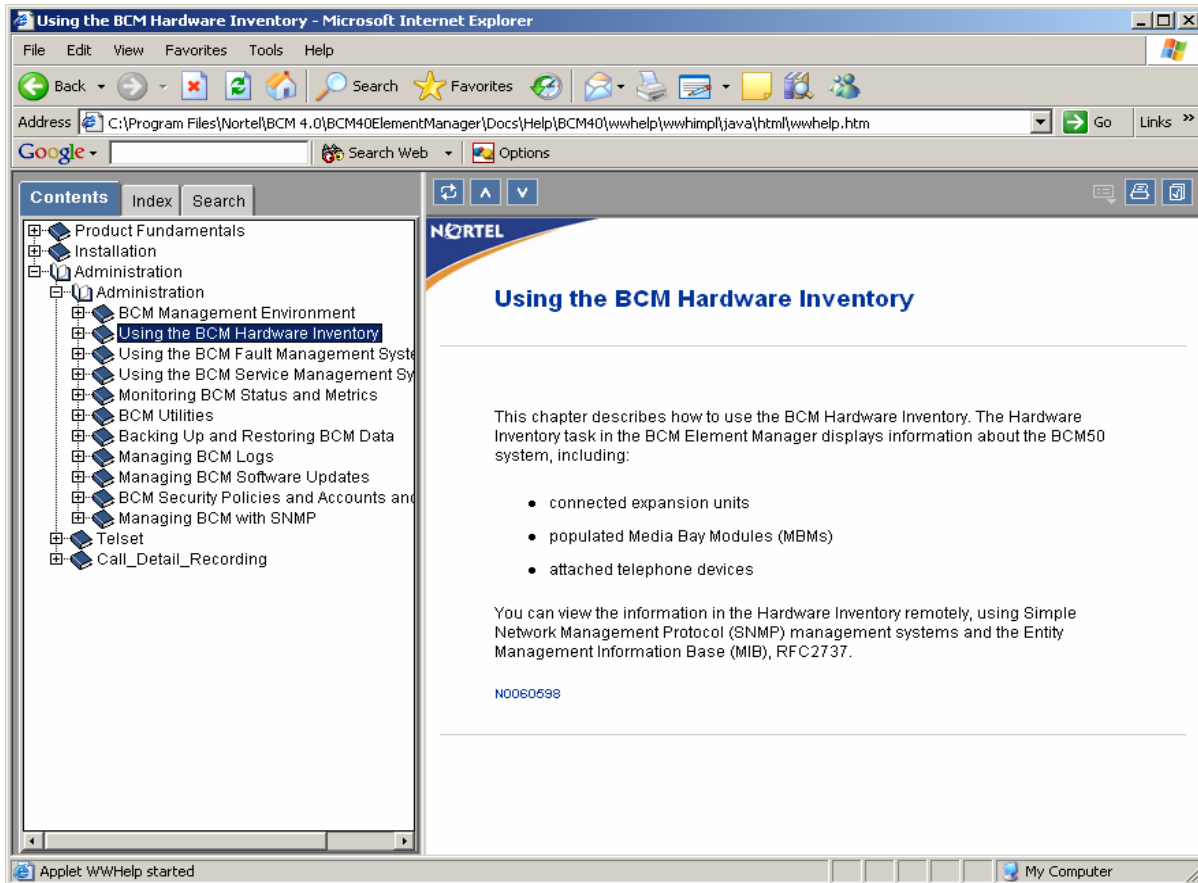 Using the BCM Hardware Inventory - Microsoft Internet Explorer
File Edit View Favorites Tools Help
Back Search Favorites
Address C:\Program Files\Nortel\BCM 4.0\BCM40ElementManager\Docs\Help\BCM40\wwhelp\wwhimpl\java\html\wwhelp.htm Go Links »
Google Search Web Options
Contents Index Search
Product Fundamentals
Installation
Administration
Administration
BCM Management Environment
Using the BCM Hardware Inventory
Using the BCM Fault Management Syste
Using the BCM Service Management Sy
Monitoring BCM Status and Metrics
BCM Utilities
Backing Up and Restoring BCM Data
Managing BCM Logs
Managing BCM Software Updates
BCM Security Policies and Accounts and
Managing BCM with SNMP
Telset
Call_Detail_Recording
NORTEL
Using the BCM Hardware Inventory
This chapter describes how to use the BCM Hardware Inventory. The Hardware
Inventory task in the BCM Element Manager displays information about the BCM50
system, including:
• connected expansion units
• populated Media Bay Modules (MBMs)
• attached telephone devices
You can view the information in the Hardware Inventory remotely, using Simple
Network Management Protocol (SNMP) management systems and the Entity
Management Information Base (MIB), RFC2737.
N0060598
Applet WWHelp started My Computer